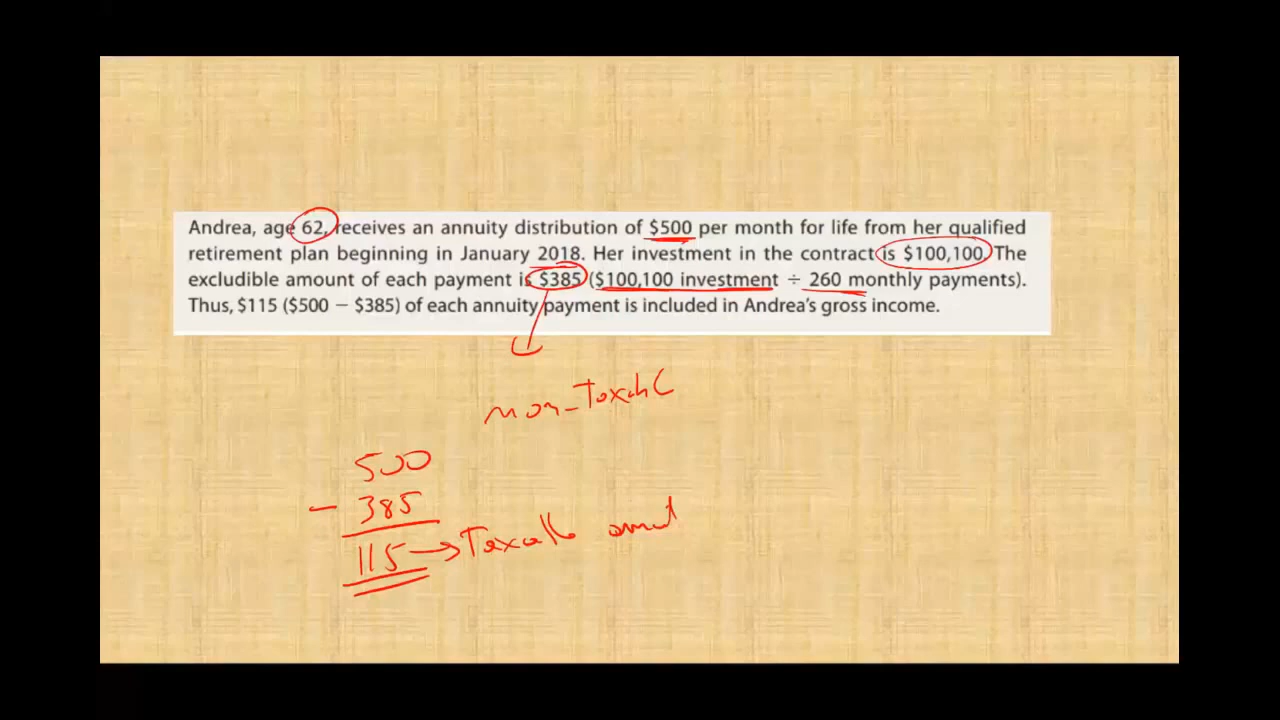 Andrea, age 62, receives an annuity distribution of $500 per month for life from her qualified
retirement plan beginning in January 2018. Her investment in the contract is $100,100. The
excludible amount of each payment is $385 ($100,100 investment ÷ 260 monthly payments).
Thus, $115 ($500 − $385) of each annuity payment is included in Andrea's gross income.
non-
500
- 385
115 →